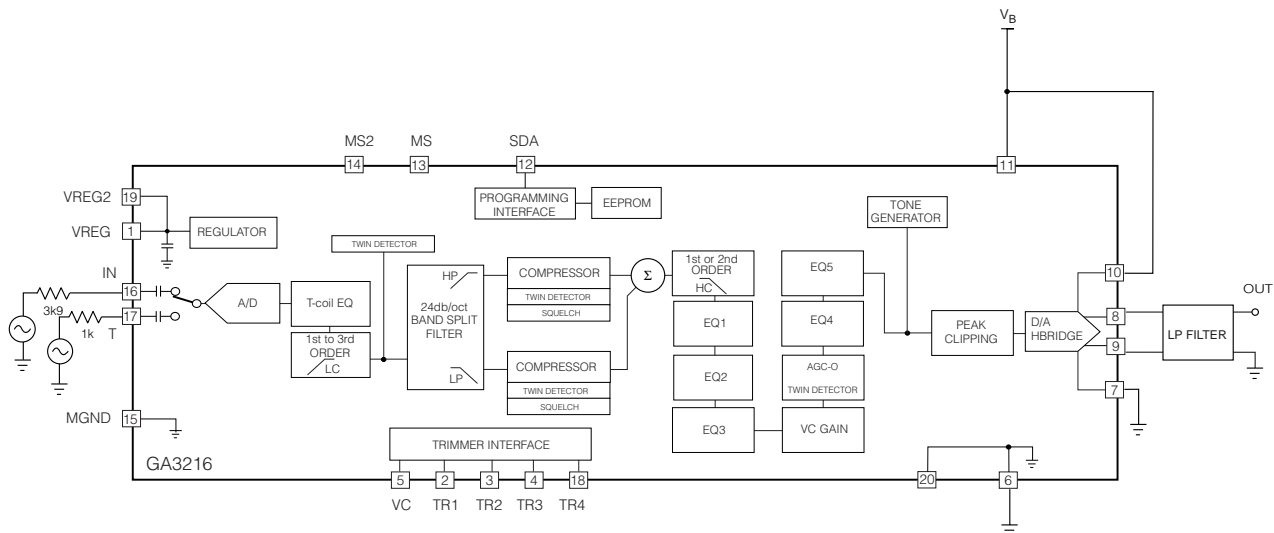 VB
MS2
MS
SDA
14
13
12
11
VREG2
19
PROGRAMMING
INTERFACE
EEPROM
TONE
GENERATOR
VREG
1
REGULATOR
TWIN DETECTOR
IN
16
3k9
17
1k
T
A/D
T-coil EQ
1st to 3rd
ORDER
LC
HP
24db/oct
BAND SPLIT
FILTER
LP
COMPRESSOR
TWIN DETECTOR
SQUELCH
COMPRESSOR
TWIN DETECTOR
SQUELCH
Σ
1st or 2nd
ORDER
HC
EQ1
EQ2
EQ3
EQ5
EQ4
AGC-O
TWIN DETECTOR
VC GAIN
PEAK
CLIPPING
D/A
HBRIDGE
10
8
9
7
OUT
LP FILTER
MGND
15
TRIMMER INTERFACE
GA3216
5
2
3
4
18
20
6
VC
TR1
TR2
TR3
TR4